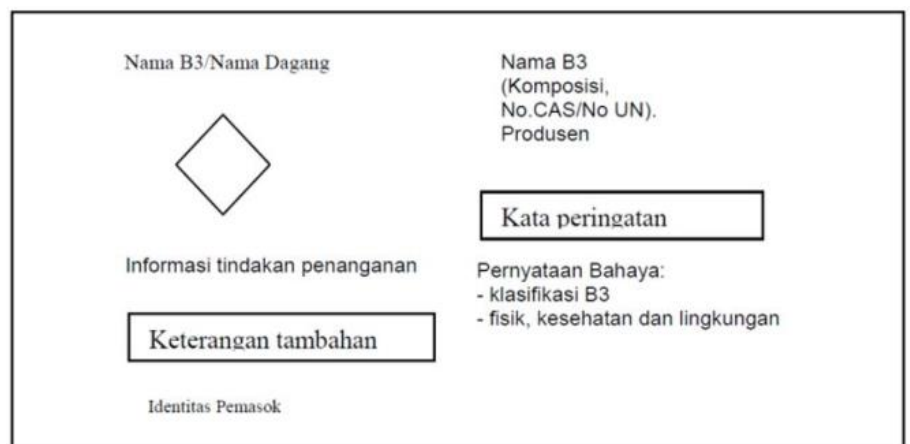 Nama B3/Nama Dagang
Nama B3
(Komposisi,
No.CAS/No UN).
Produsen
Kata peringatan
Informasi tindakan penanganan
Pernyataan Bahaya:
- klasifikasi B3
- fisik, kesehatan dan lingkungan
Keterangan tambahan
Identitas Pemasok